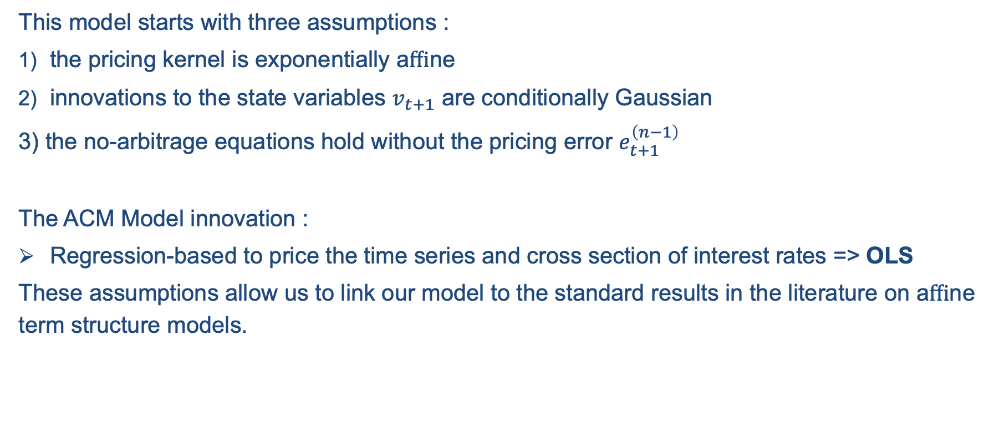 This model starts with three assumptions :
1) the pricing kernel is exponentially affine
2) innovations to the state variables 𝑣𝑡+1 are conditionally Gaussian
3) the no-arbitrage equations hold without the pricing error 𝑒𝑡+1(𝑛−1)
The ACM Model innovation :
➢ Regression-based to price the time series and cross section of interest rates => OLS
These assumptions allow us to link our model to the standard results in the literature on affine
term structure models.